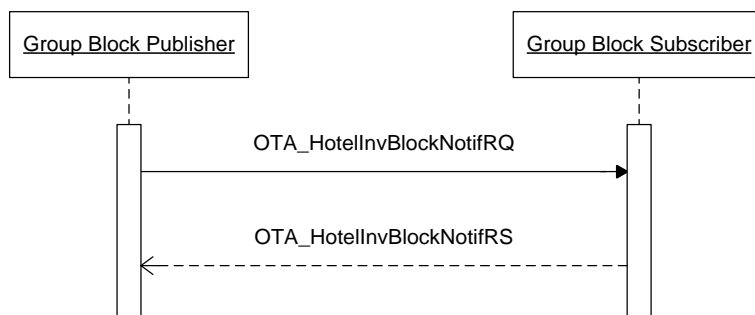 Group Block Publisher
Group Block Subscriber
OTA_HotelInvBlockNotifRQ
OTA_HotelInvBlockNotifRS